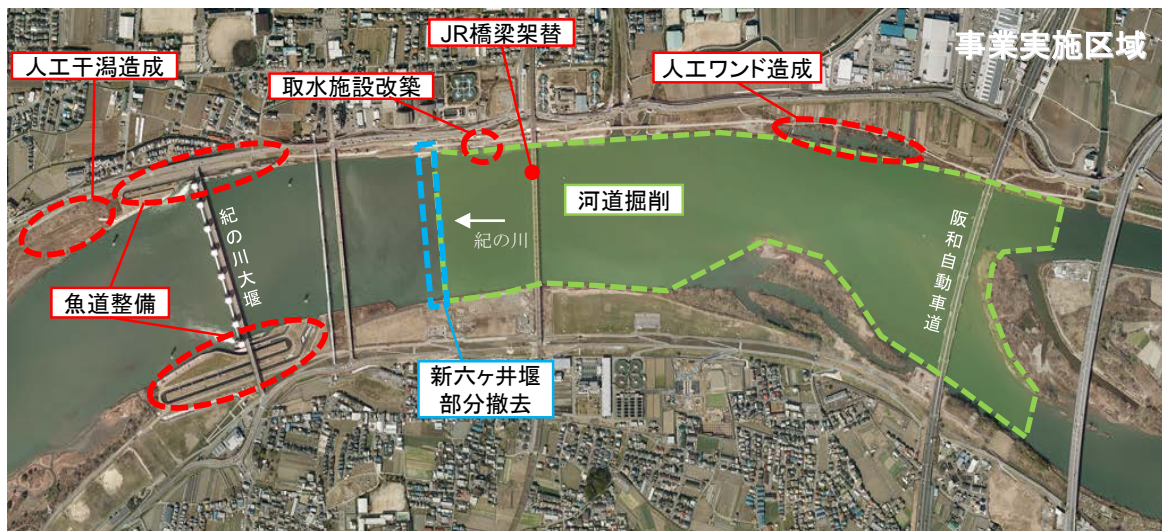 事業実施区域
JR橋梁架替
人工干潟造成
取水施設改築
人工ワンド造成
河道掘削
紀の川
紀の川大堰
阪和自動車道
魚道整備
新六ヶ井堰
部分撤去